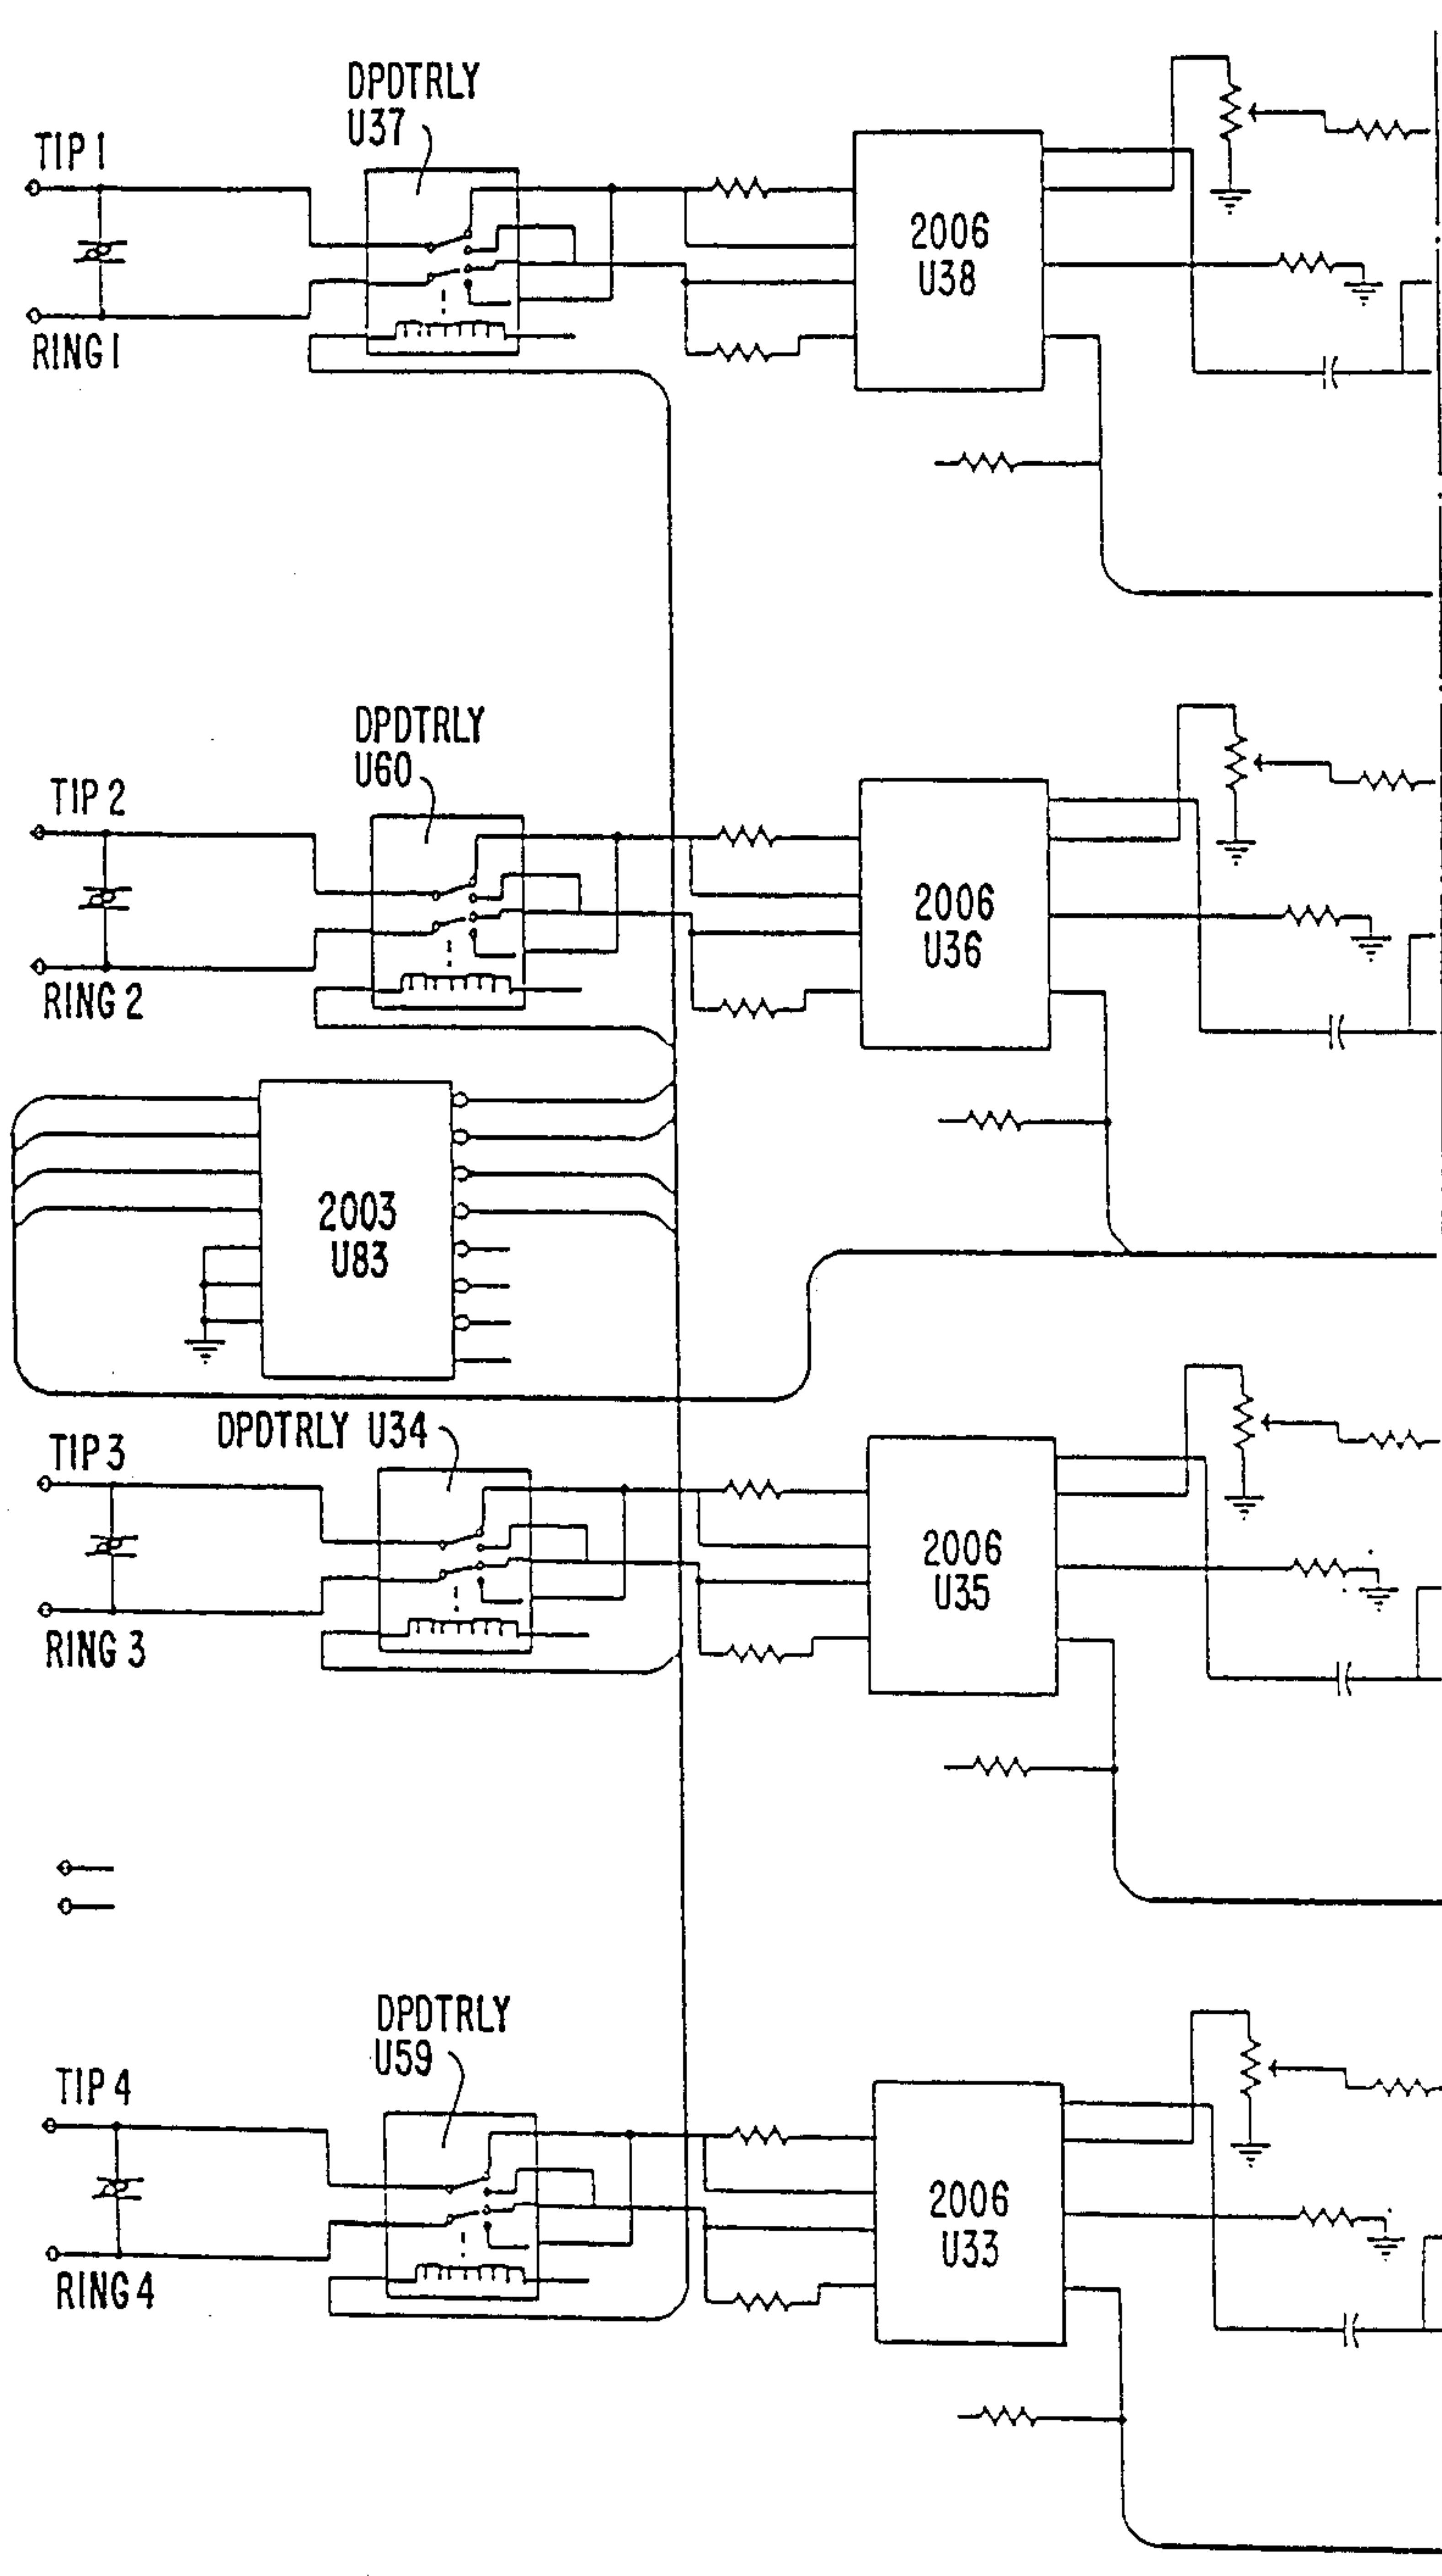 DPDTRLY
U37
TIP 1
RING 1
2006
U38
DPDTRLY
U60
TIP 2
RING 2
2006
U36
2003
U83
DPDTRLY U34
TIP 3
RING 3
2006
U35
DPDTRLY
U59
TIP 4
RING 4
2006
U33